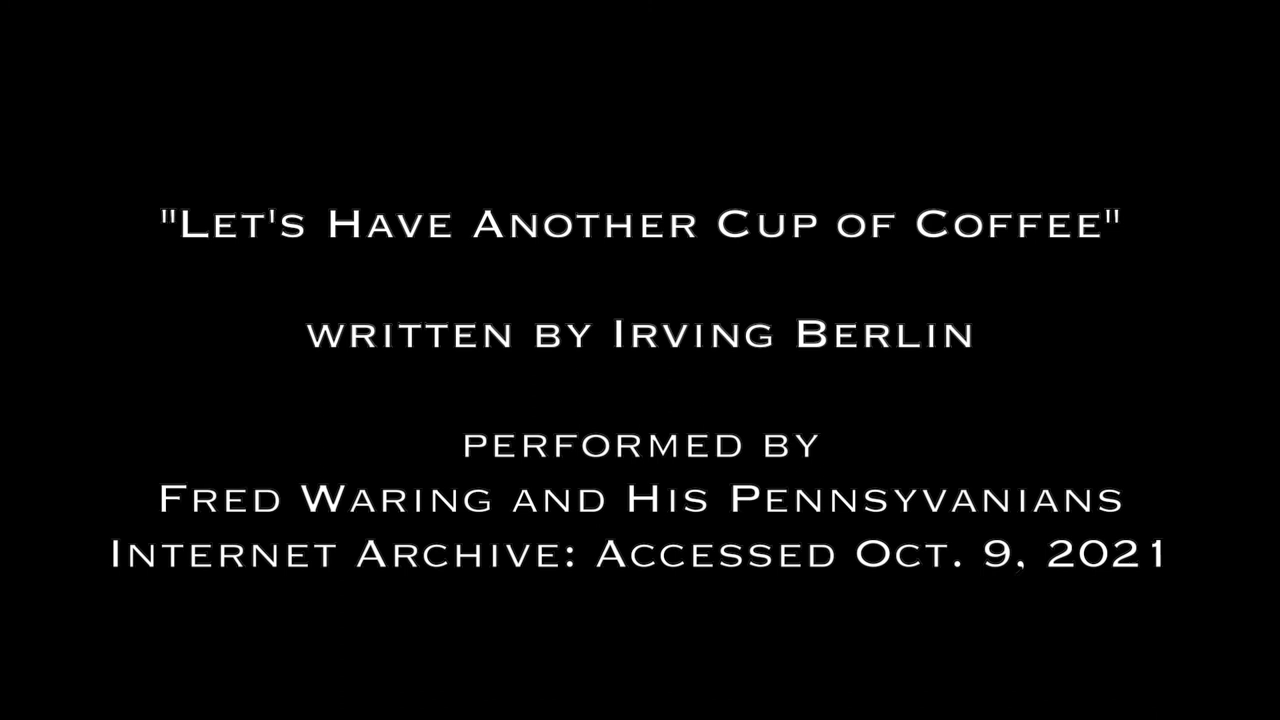 "Let's Have Another Cup of Coffee"
written by Irving Berlin
performed by
Fred Waring and His Pennsyvanians
Internet Archive: Accessed Oct. 9, 2021